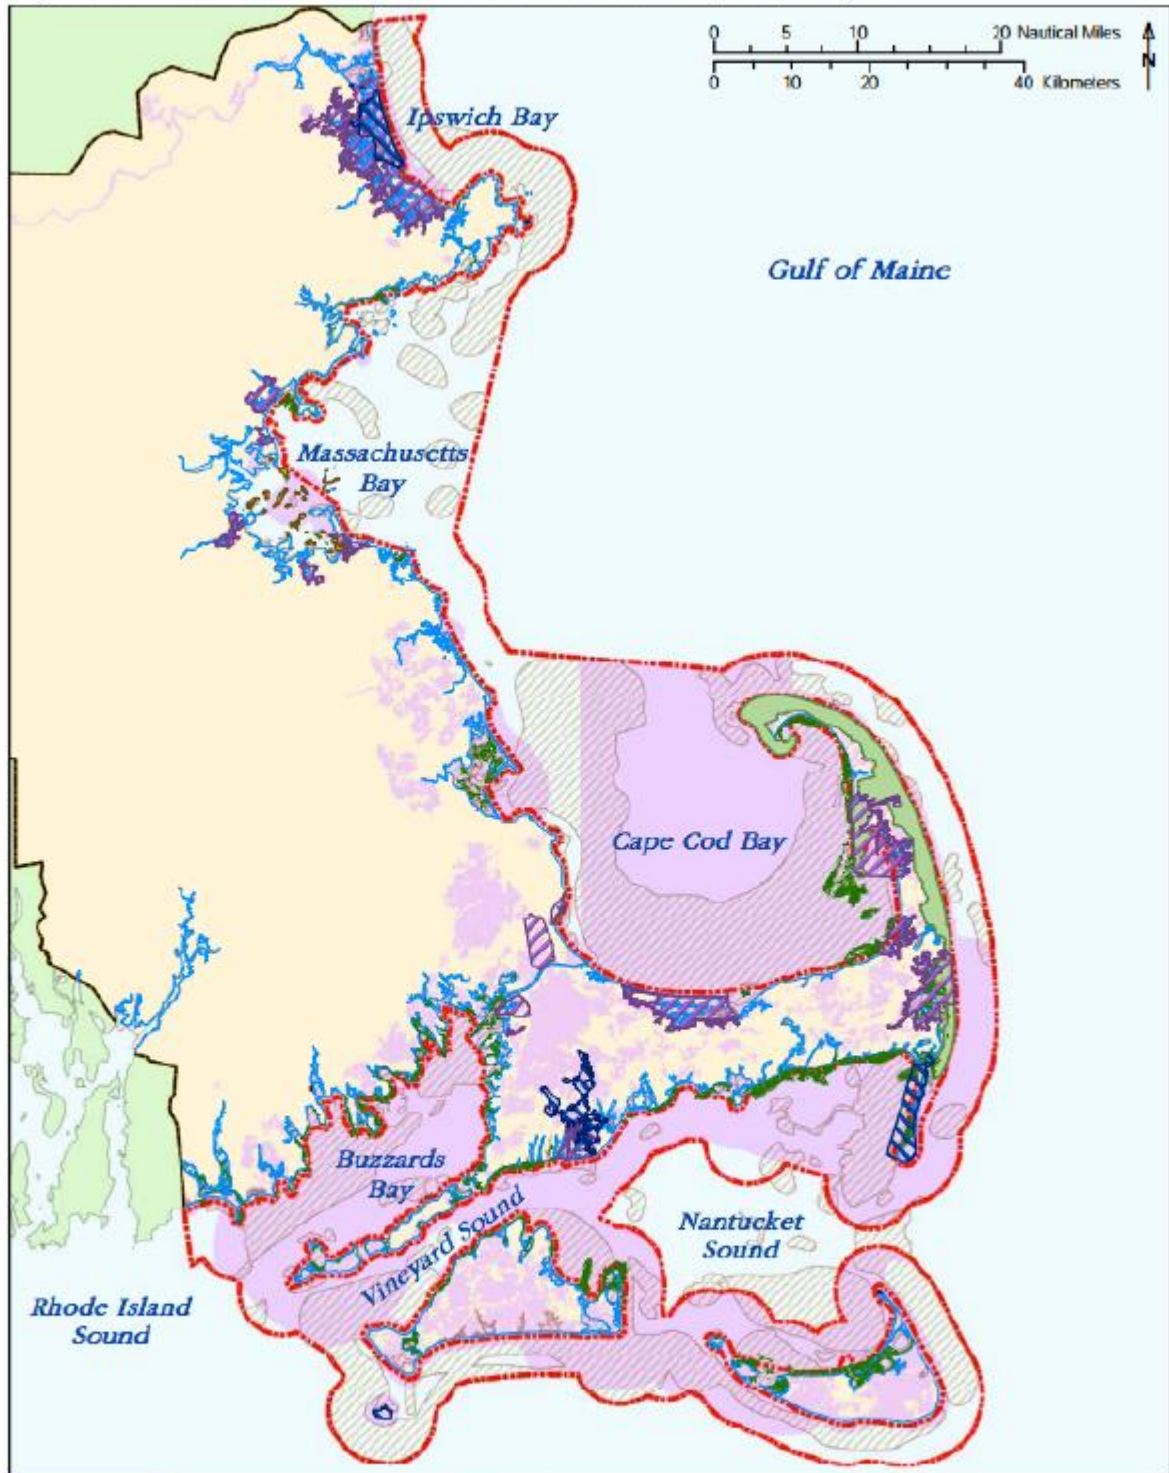 0 5 10 20 Nautical Miles
N
0 10 20 40 Kilometers
Ipswich Bay
Gulf of Maine
Massachusetts
Bay
Cape Cod Bay
Buzzards
Bay
Vineyard Sound
Nantucket
Sound
Rhode Island
Sound